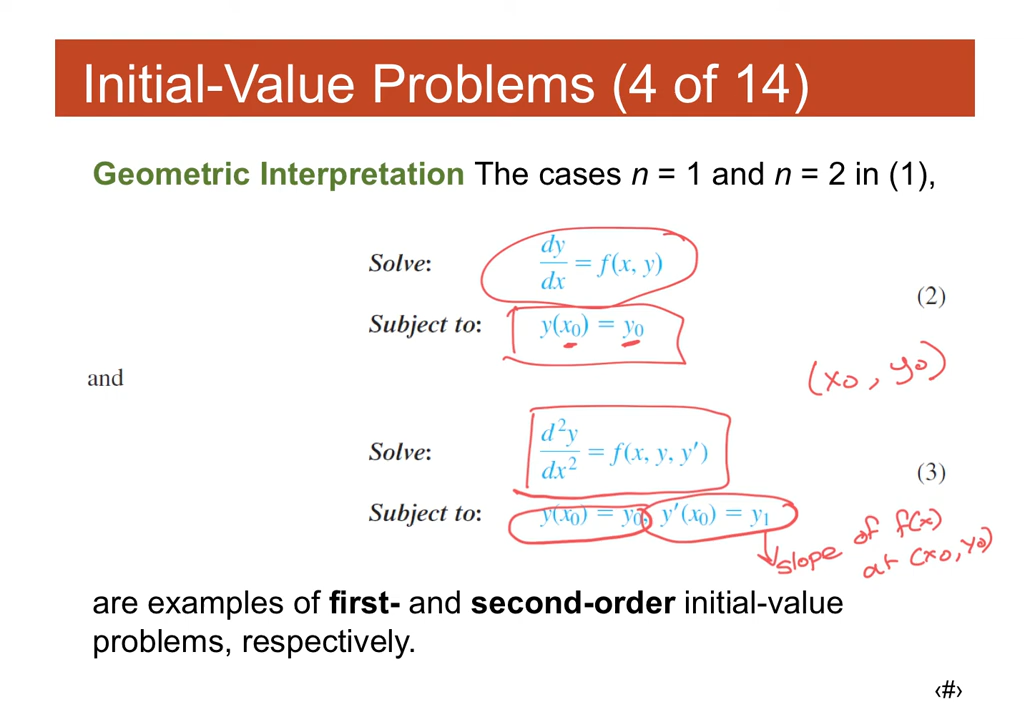 Initial-Value Problems (4 of 14)
Geometric Interpretation The cases n = 1 and n = 2 in (1),
Solve: dy/dx = f(x, y)
(2)
Subject to: y(x₀) = y₀
and
(x₀, y₀)
Solve: d²y/dx² = f(x, y, y′)
(3)
Subject to: y(x₀) = y₀, y′(x₀) = y₁
slope of f(x)
at (x₀, y₀)
are examples of first- and second-order initial-value
problems, respectively.
‹#›